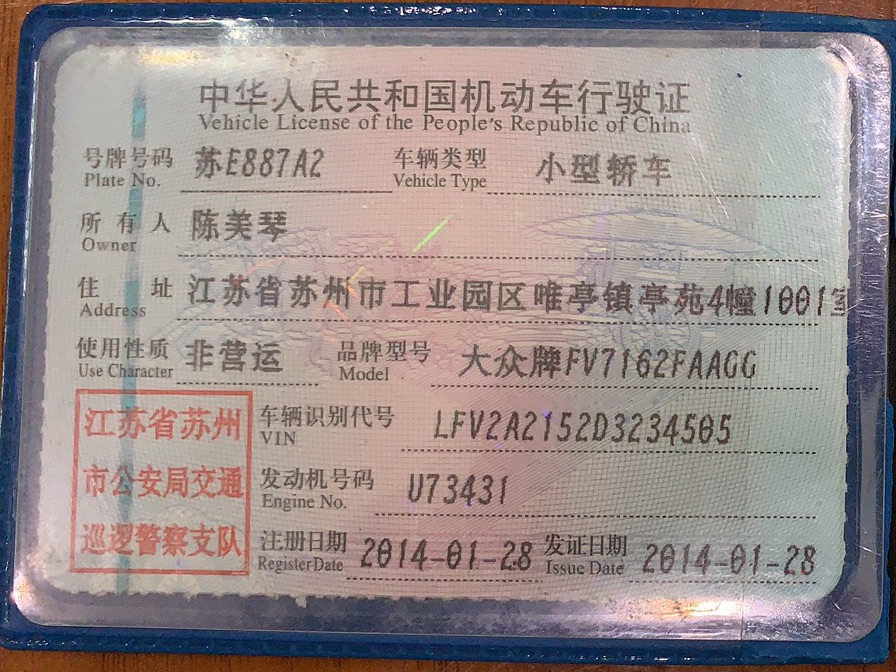 中华人民共和国机动车行驶证
Vehicle License of the People's Republic of China
号牌号码 苏E887A2 车辆类型 小型轿车
Plate No. Vehicle Type
所有人 陈美琴
Owner
住址 江苏省苏州市工业园区唯亭镇亭苑4幢1001室
Address
使用性质 非营运 品牌型号 大众牌FV7162FAAGG
Use Character Model
江苏省苏州 车辆识别代号 LFV2A2152D3234505
VIN
市公安局交通 发动机号码 U73431
Engine No.
巡逻警察支队 注册日期 2014-01-28 发证日期 2014-01-28
Register Date Issue Date